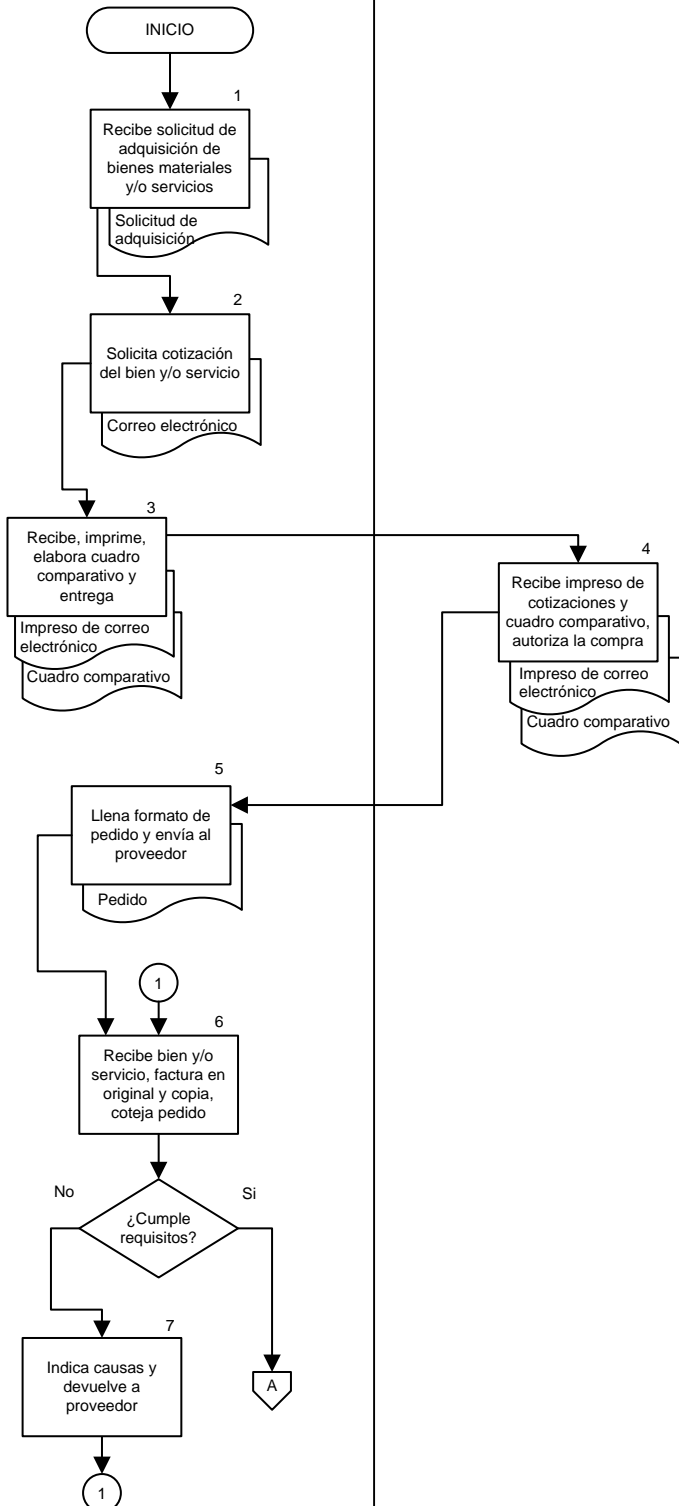 INICIO
1
Recibe solicitud de
adquisición de
bienes materiales
y/o servicios
Solicitud de
adquisición
2
Solicita cotización
del bien y/o servicio
Correo electrónico
3
Recibe, imprime,
elabora cuadro
comparativo y
entrega
Impreso de correo
electrónico
Cuadro comparativo
4
Recibe impreso de
cotizaciones y
cuadro comparativo,
autoriza la compra
Impreso de correo
electrónico
Cuadro comparativo
5
Llena formato de
pedido y envía al
proveedor
Pedido
1
6
Recibe bien y/o
servicio, factura en
original y copia,
coteja pedido
No
Si
¿Cumple
requisitos?
7
Indica causas y
devuelve a
proveedor
A
1